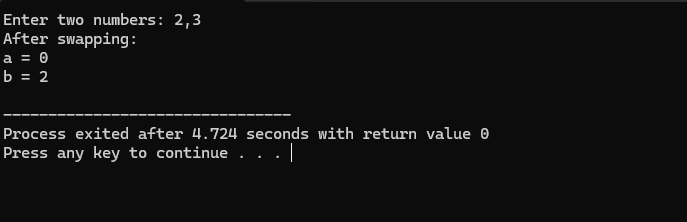 Enter two numbers: 2,3
After swapping:
a = 0
b = 2
--------------------------------
Process exited after 4.724 seconds with return value 0
Press any key to continue . . .